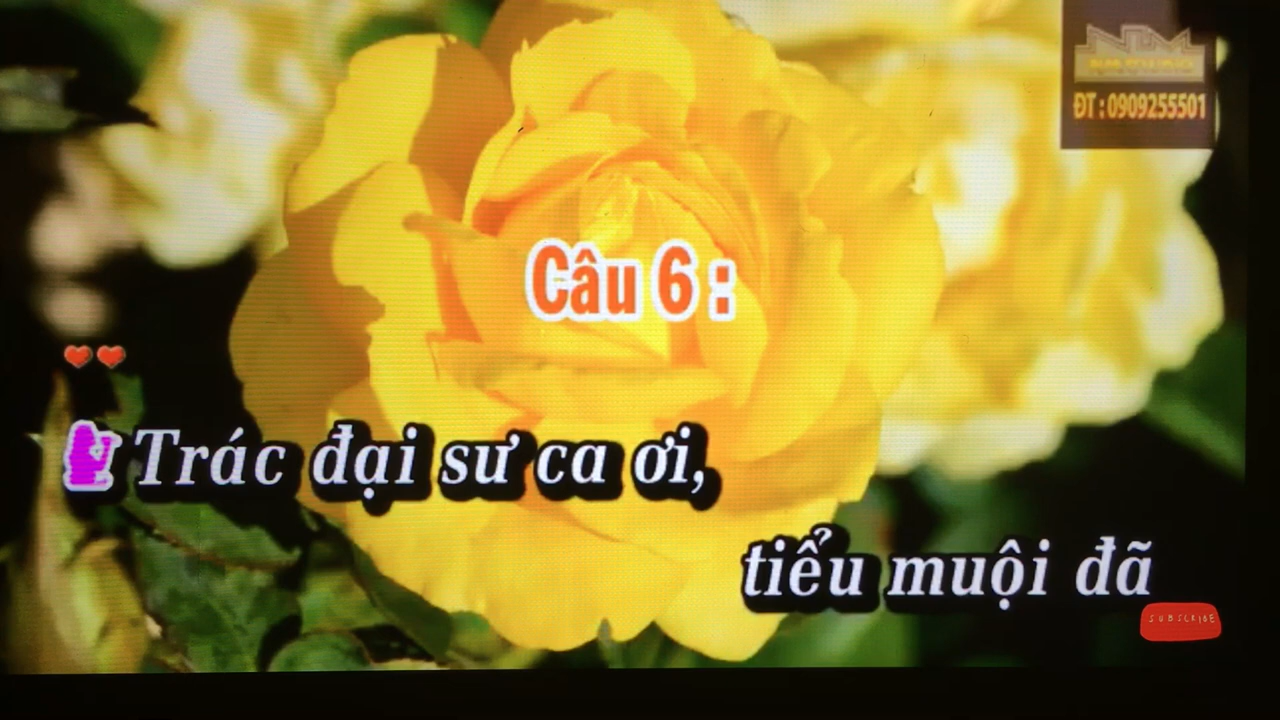 ĐT : 0909255501
Câu 6 :
Trác đại sư ca ơi,
tiểu muội đã
SUBSCRIBE